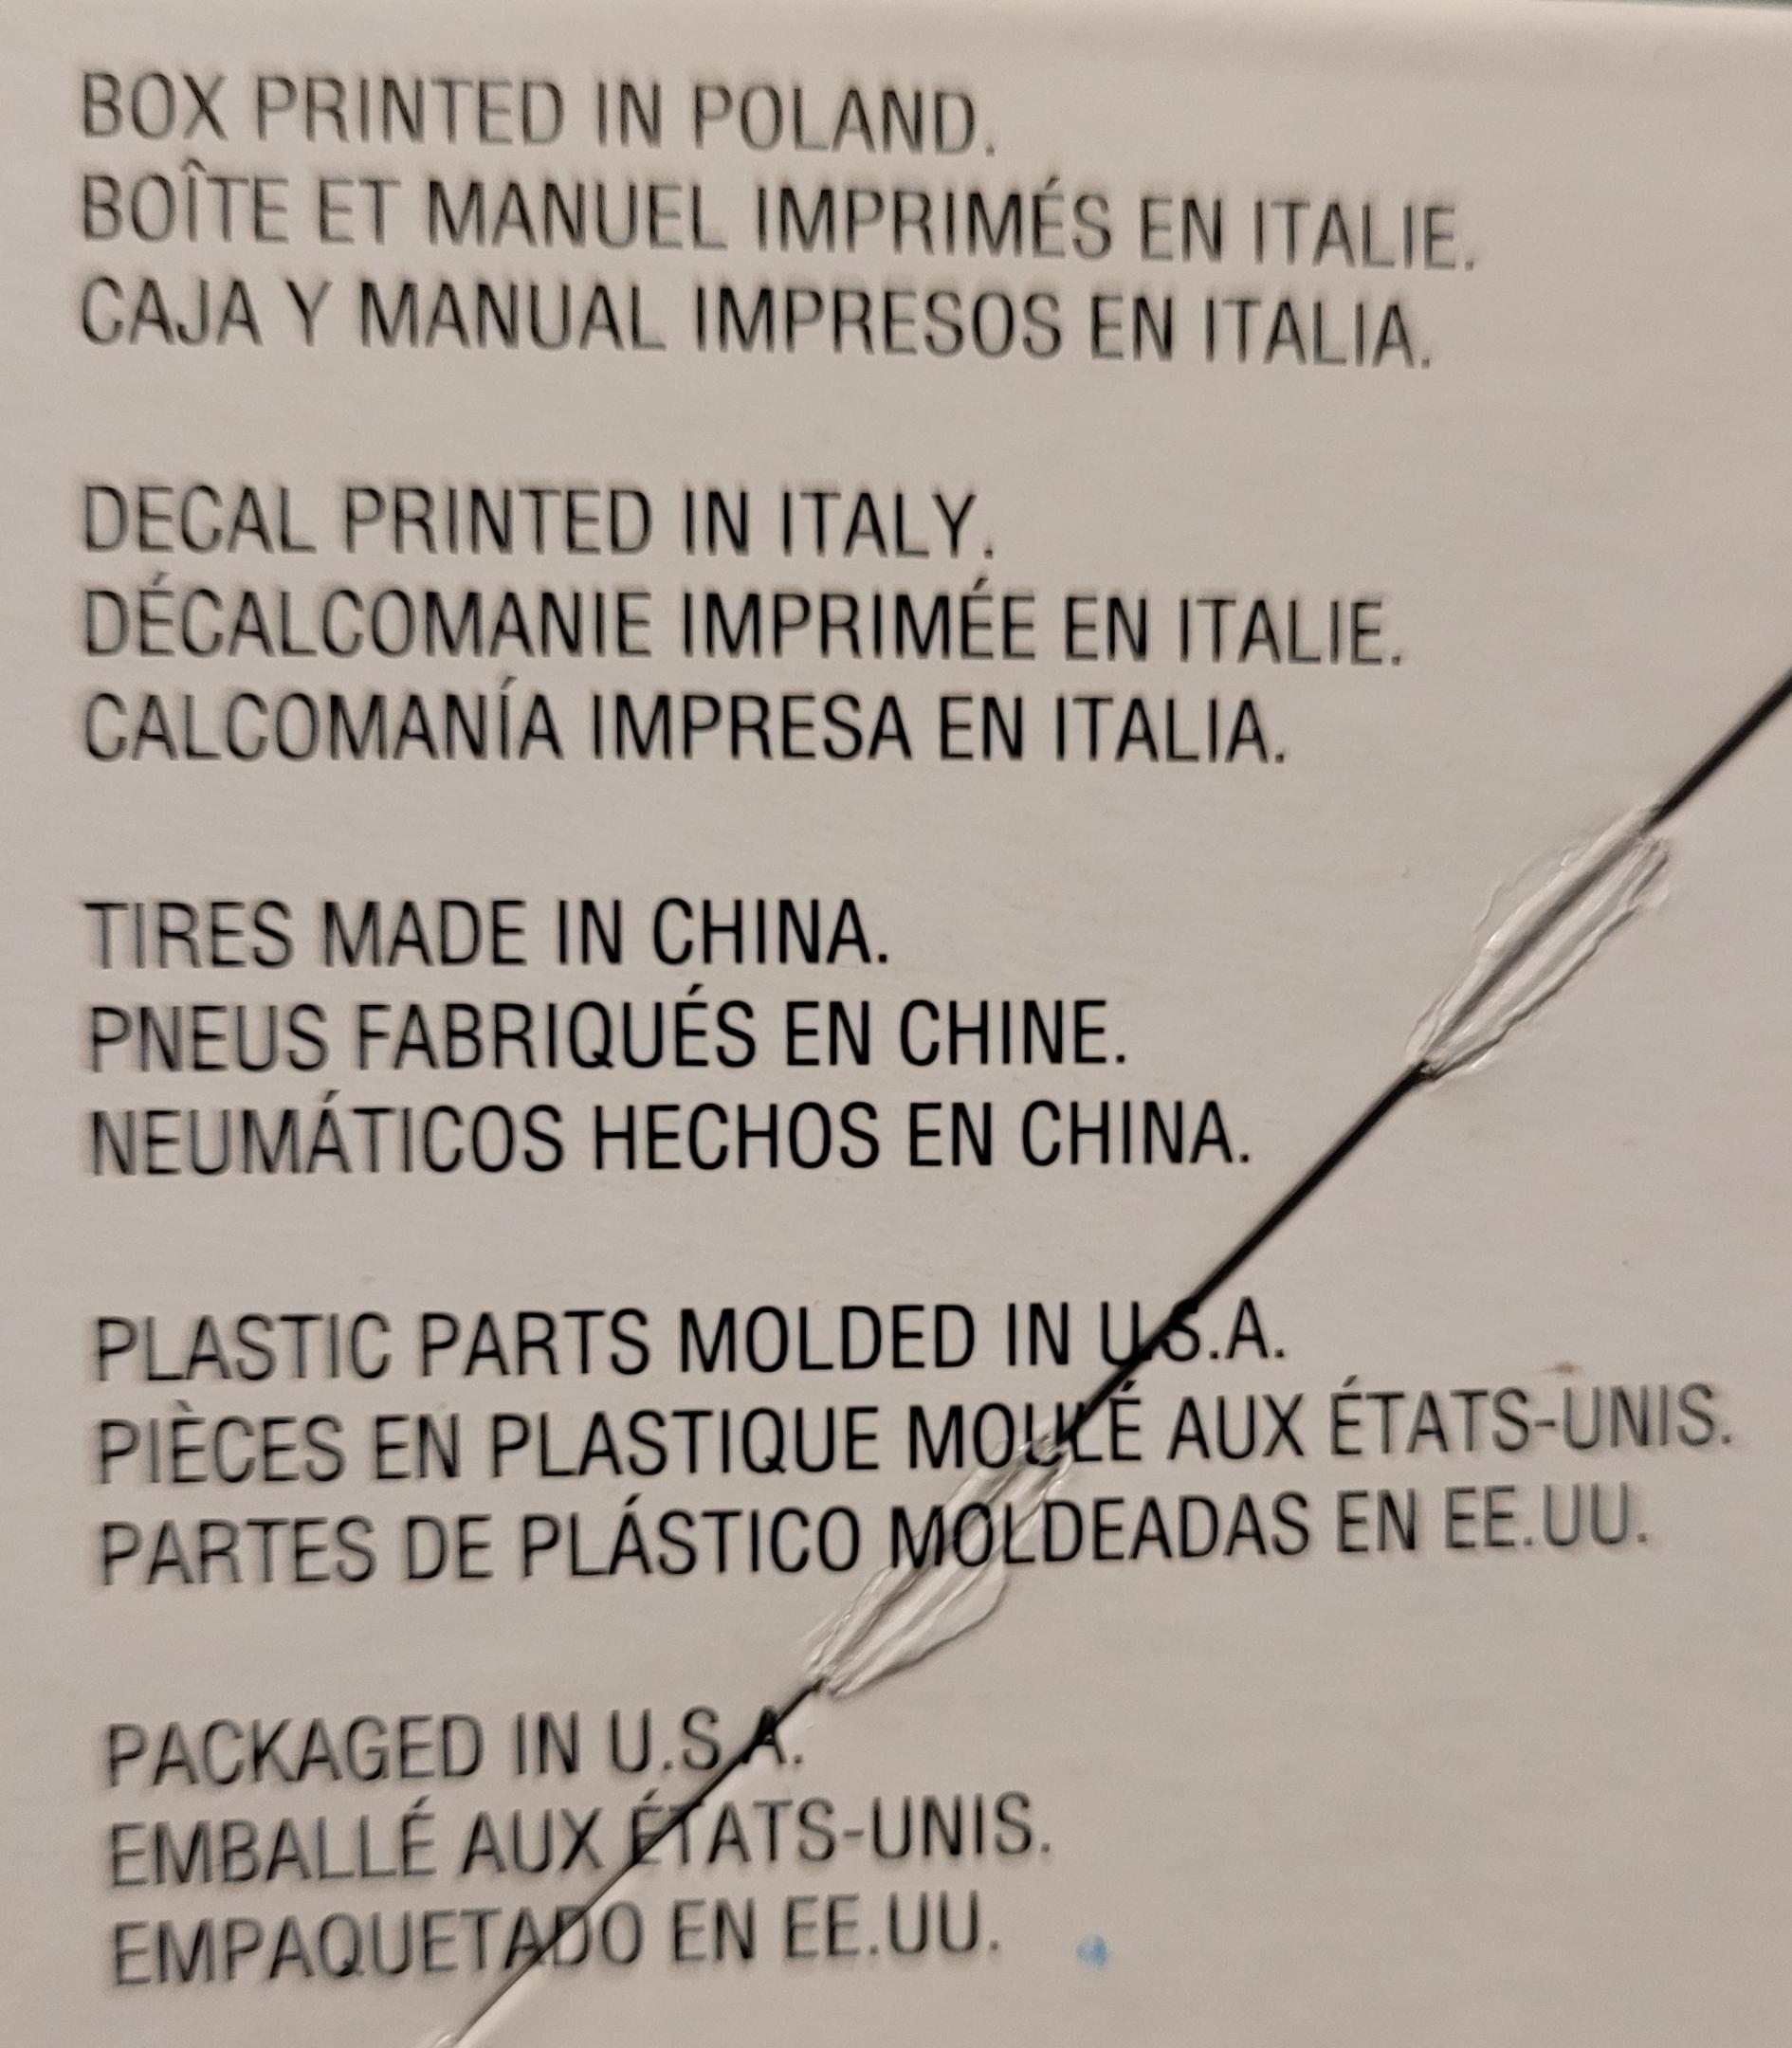 BOX PRINTED IN POLAND.
BOÎTE ET MANUEL IMPRIMÉS EN ITALIE.
CAJA Y MANUAL IMPRESOS EN ITALIA.
DECAL PRINTED IN ITALY.
DÉCALCOMANIE IMPRIMÉE EN ITALIE.
CALCOMANÍA IMPRESA EN ITALIA.
TIRES MADE IN CHINA.
PNEUS FABRIQUÉS EN CHINE.
NEUMÁTICOS HECHOS EN CHINA.
PLASTIC PARTS MOLDED IN U.S.A.
PIÈCES EN PLASTIQUE MOULÉ AUX ÉTATS-UNIS.
PARTES DE PLÁSTICO MOLDEADAS EN EE.UU.
PACKAGED IN U.S.A.
EMBALLÉ AUX ÉTATS-UNIS.
EMPAQUETADO EN EE.UU.